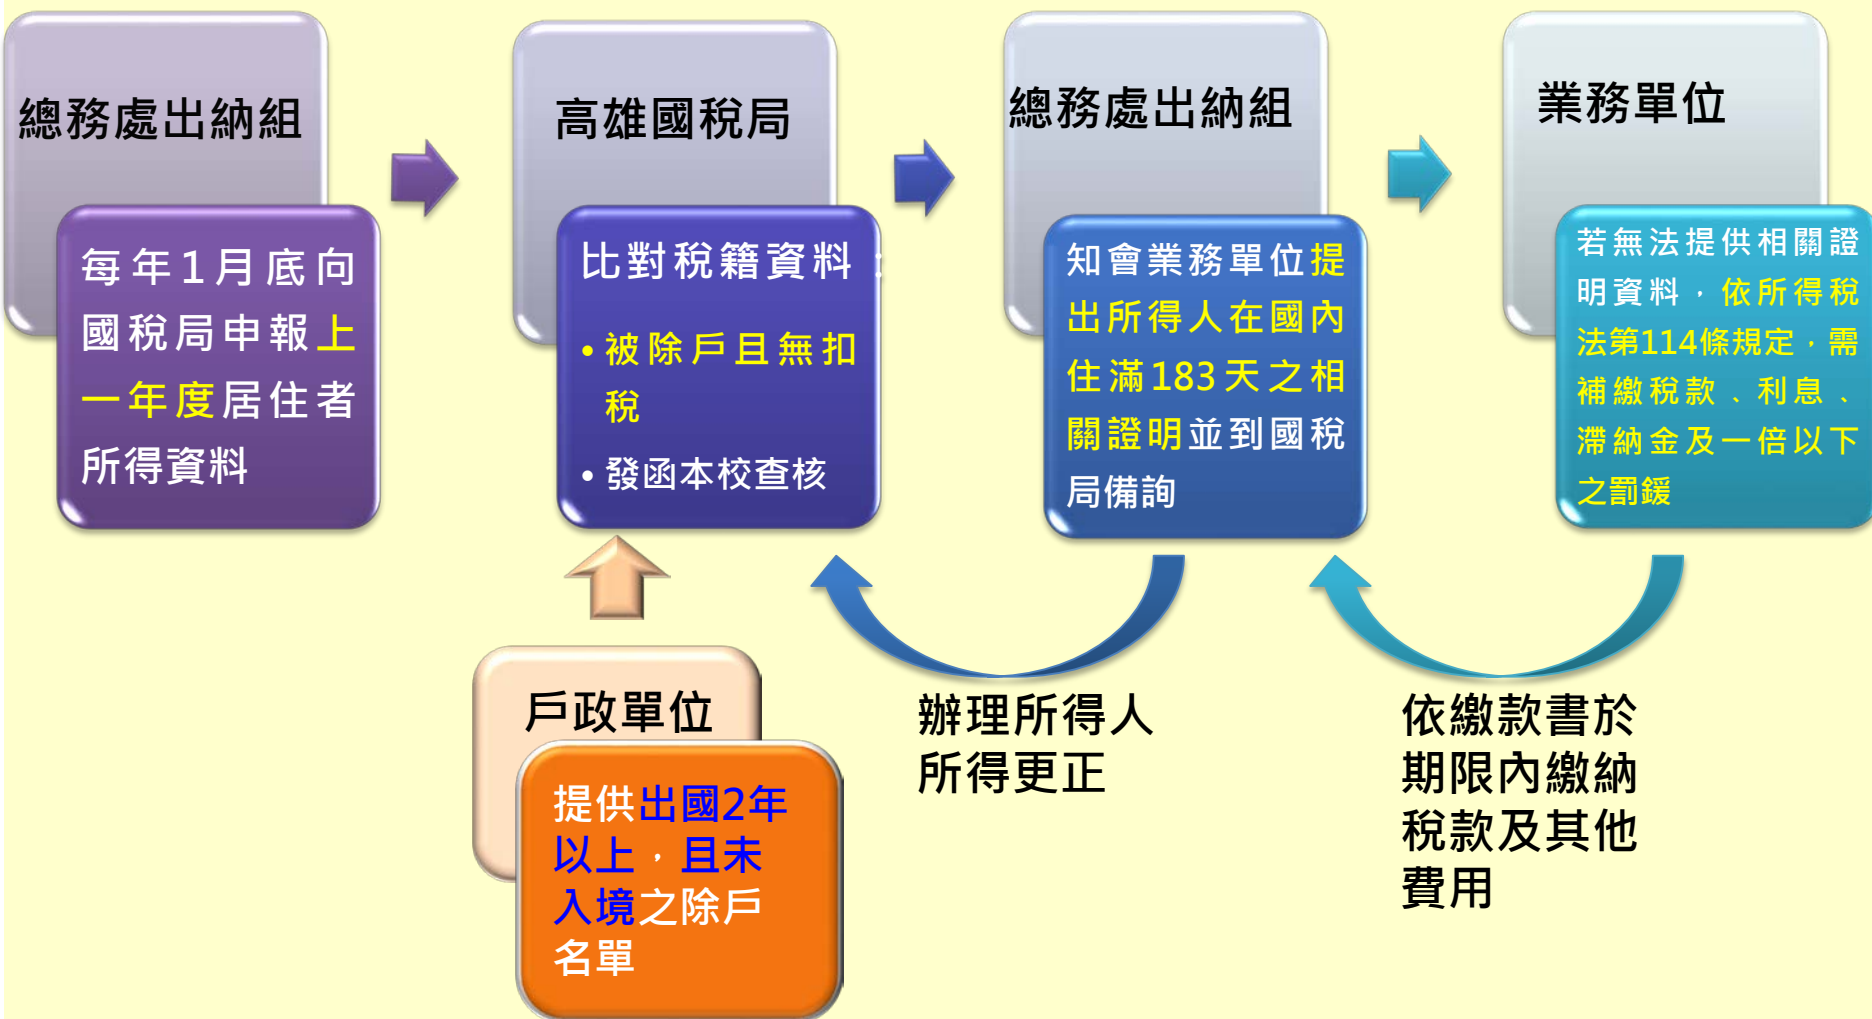 總務處出納組
每年1月底向
國稅局申報上
一年度居住者
所得資料
高雄國稅局
比對稅籍資料：
•被除戶且無扣
稅
•發函本校查核
總務處出納組
知會業務單位提
出所得人在國內
住滿183天之相
關證明並到國稅
局備詢
業務單位
若無法提供相關證
明資料，依所得稅
法第114條規定，需
補繳稅款、利息、
滯納金及一倍以下
之罰鍰
戶政單位
提供出國2年
以上，且未
入境之除戶
名單
辦理所得人
所得更正
依繳款書於
期限內繳納
稅款及其他
費用